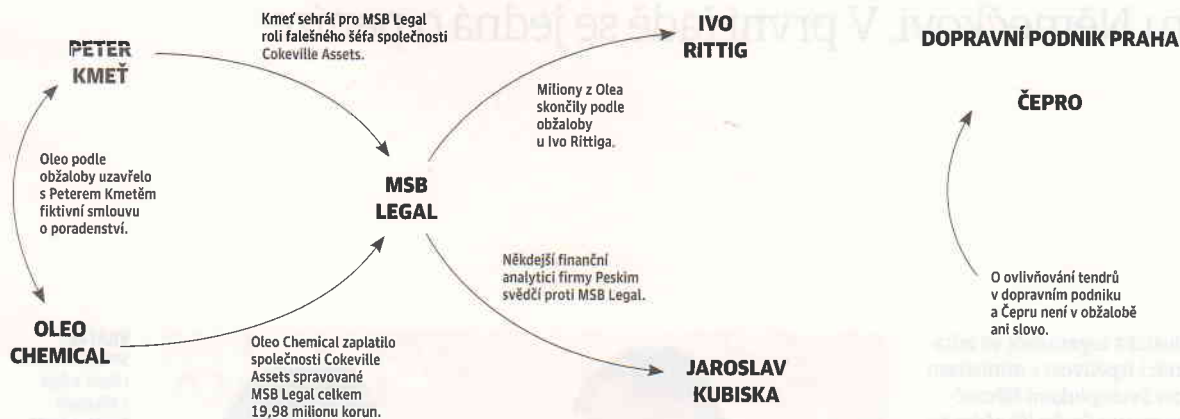 Kmeť sehrál pro MSB Legal
roli falešného šéfa společnosti
Cokeville Assets.
PETER
KMEŤ
IVO
RITTIG
DOPRAVNÍ PODNIK PRAHA
ČEPRO
Miliony z Olea
skončily podle
obžaloby
u Ivo Rittiga.
Oleo podle
obžaloby uzavřelo
s Peterem Kmetěm
fiktivní smlouvu
o poradenství.
MSB
LEGAL
Někdejší finanční
analytici firmy Peskim
svědčí proti MSB Legal.
O ovlivňování tendrů
v dopravním podniku
a Čepru není v obžalobě
ani slovo.
OLEO
CHEMICAL
Oleo Chemical zaplatilo
společnosti Cokeville
Assets spravované
MSB Legal celkem
19,98 milionu korun.
JAROSLAV
KUBISKA